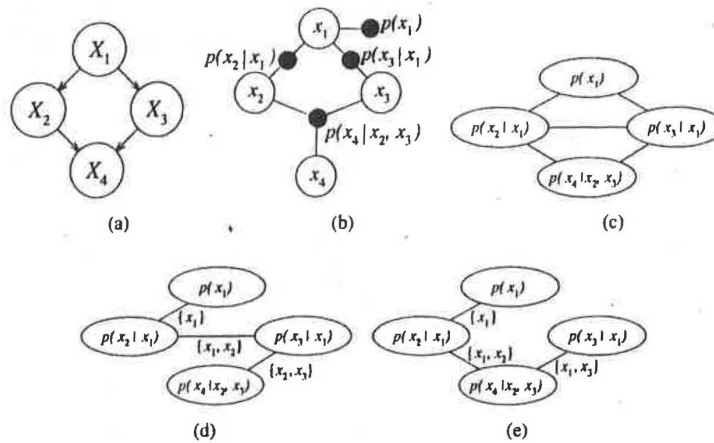 X1
X2
X3
X4
(a)
x1
p(x1)
p(x2|x1)
p(x3|x1)
x2
x3
p(x4|x2, x3)
x4
(b)
p(x1)
p(x2|x1)
p(x3|x1)
p(x4|x2, x3)
(c)
p(x1)
{x1}
p(x2|x1)
p(x3|x1)
{x1, x2}
{x2, x3}
p(x4|x2, x3)
(d)
p(x1)
{x1}
p(x2|x1)
p(x3|x1)
{x1, x2}
{x1, x3}
p(x4|x2, x3)
(e)